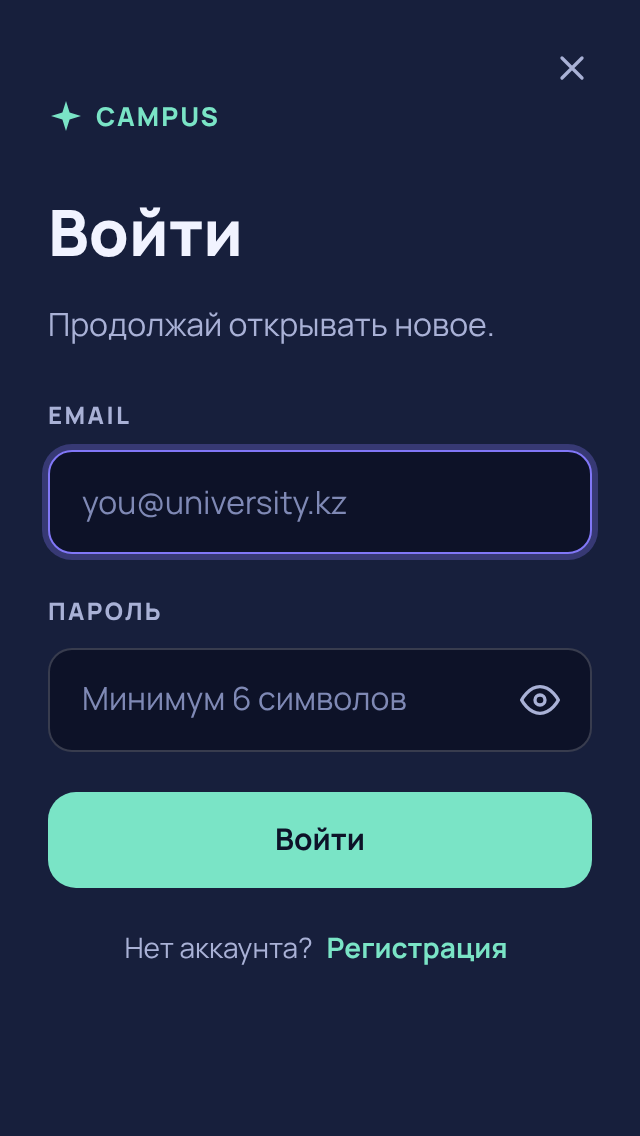 CAMPUS
Войти
Продолжай открывать новое.
EMAIL
you@university.kz
ПАРОЛЬ
Минимум 6 символов
Войти
Нет аккаунта? Регистрация